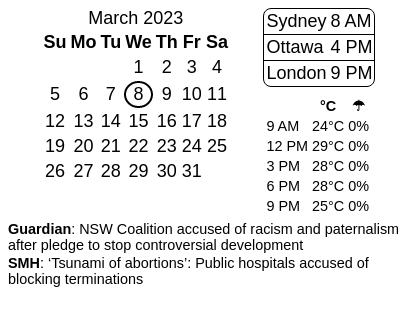 March 2023
Su Mo Tu We Th Fr Sa
1 2 3 4
5 6 7 8 9 10 11
12 13 14 15 16 17 18
19 20 21 22 23 24 25
26 27 28 29 30 31
Sydney 8 AM
Ottawa 4 PM
London 9 PM
°C ☂
9 AM 24°C 0%
12 PM 29°C 0%
3 PM 28°C 0%
6 PM 28°C 0%
9 PM 25°C 0%
Guardian: NSW Coalition accused of racism and paternalism
after pledge to stop controversial development
SMH: ‘Tsunami of abortions’: Public hospitals accused of
blocking terminations